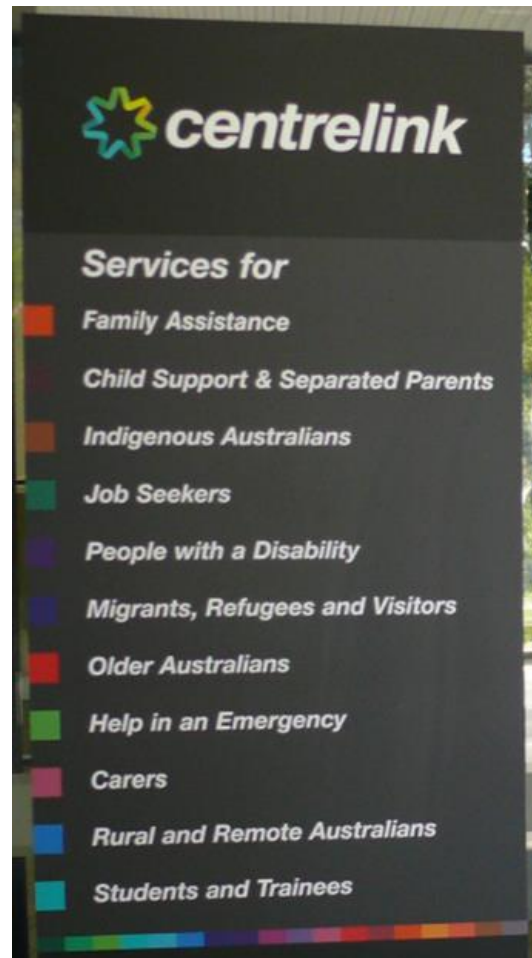 centrelink
Services for
Family Assistance
Child Support & Separated Parents
Indigenous Australians
Job Seekers
People with a Disability
Migrants, Refugees and Visitors
Older Australians
Help in an Emergency
Carers
Rural and Remote Australians
Students and Trainees